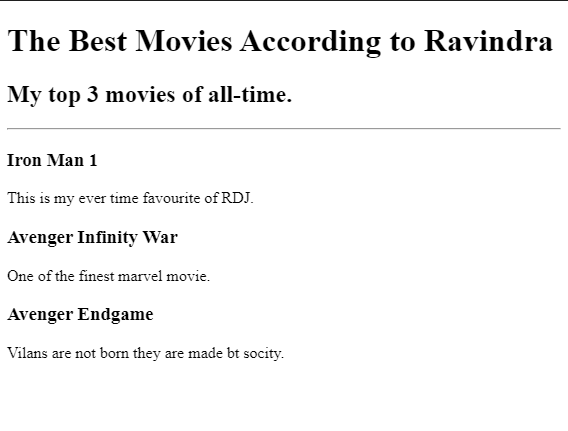 The Best Movies According to Ravindra
My top 3 movies of all-time.
Iron Man 1
This is my ever time favourite of RDJ.
Avenger Infinity War
One of the finest marvel movie.
Avenger Endgame
Vilans are not born they are made bt socity.